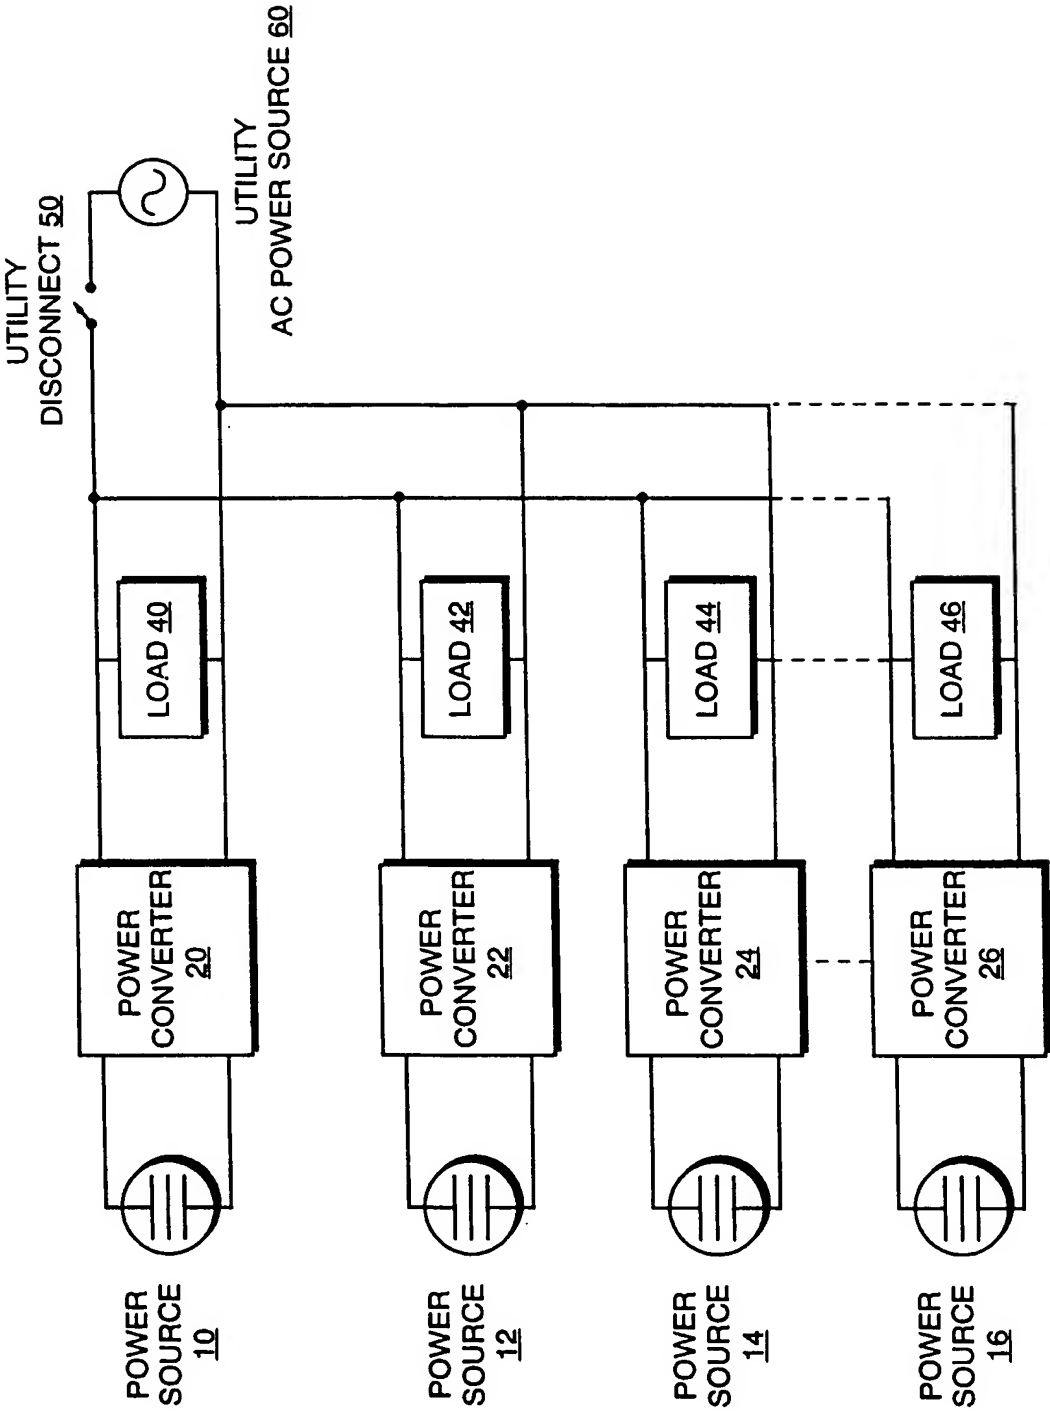 UTILITY
DISCONNECT 50
UTILITY
AC POWER SOURCE 60
LOAD 40
LOAD 42
LOAD 44
LOAD 46
POWER
CONVERTER
20
POWER
CONVERTER
22
POWER
CONVERTER
24
POWER
CONVERTER
26
POWER
SOURCE
10
POWER
SOURCE
12
POWER
SOURCE
14
POWER
SOURCE
16